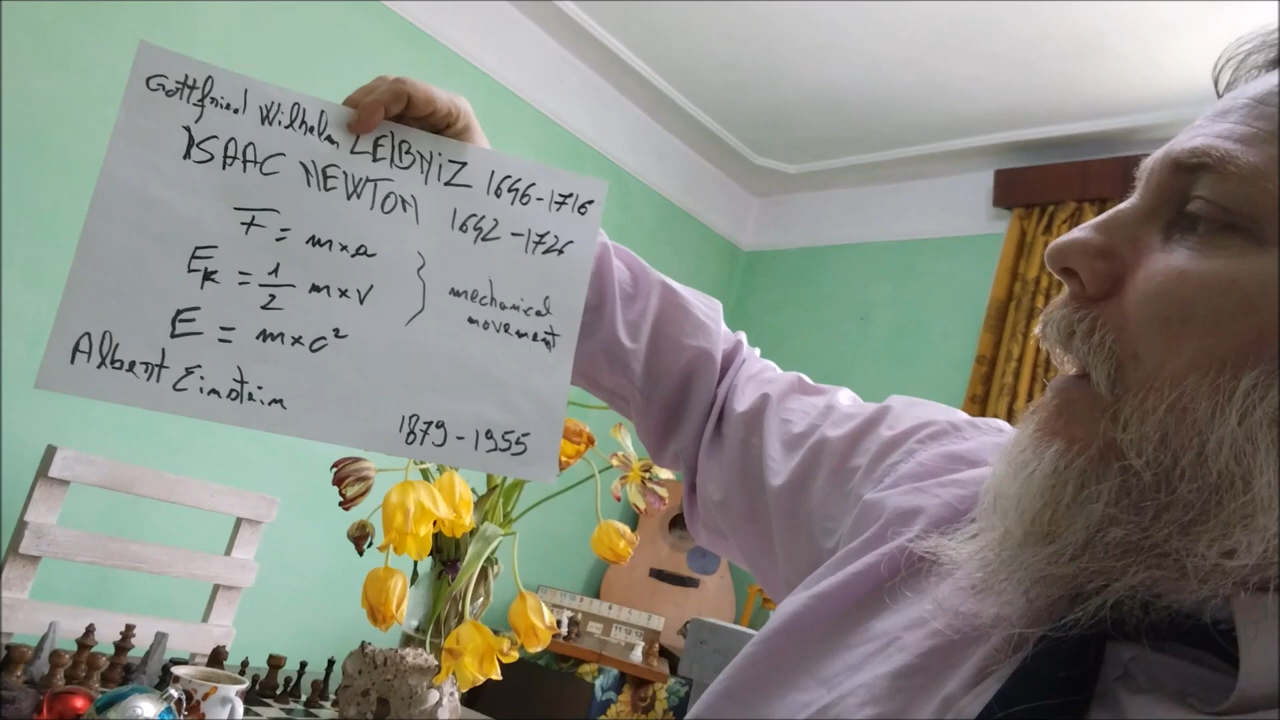 Gottfried Wilhelm LEIBNIZ 1646-1716
ISAAC NEWTON 1642-1726
F = m×a
Ek = 1/2 m×v
} mechanical
movement
E = m×c²
Albert Einstein
1879-1955